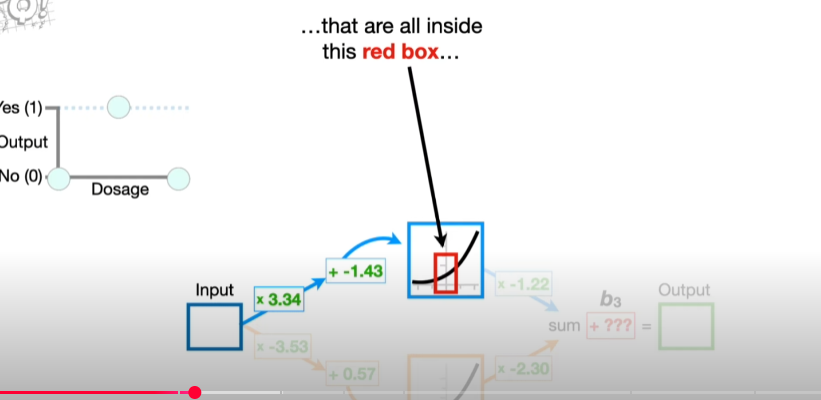 ...that are all inside
this red box...
Yes (1)
Output
No (0)
Dosage
Input
x 3.34
+ -1.43
x -1.22
b3
sum + ??? =
Output
x -3.53
+ 0.57
x -2.30